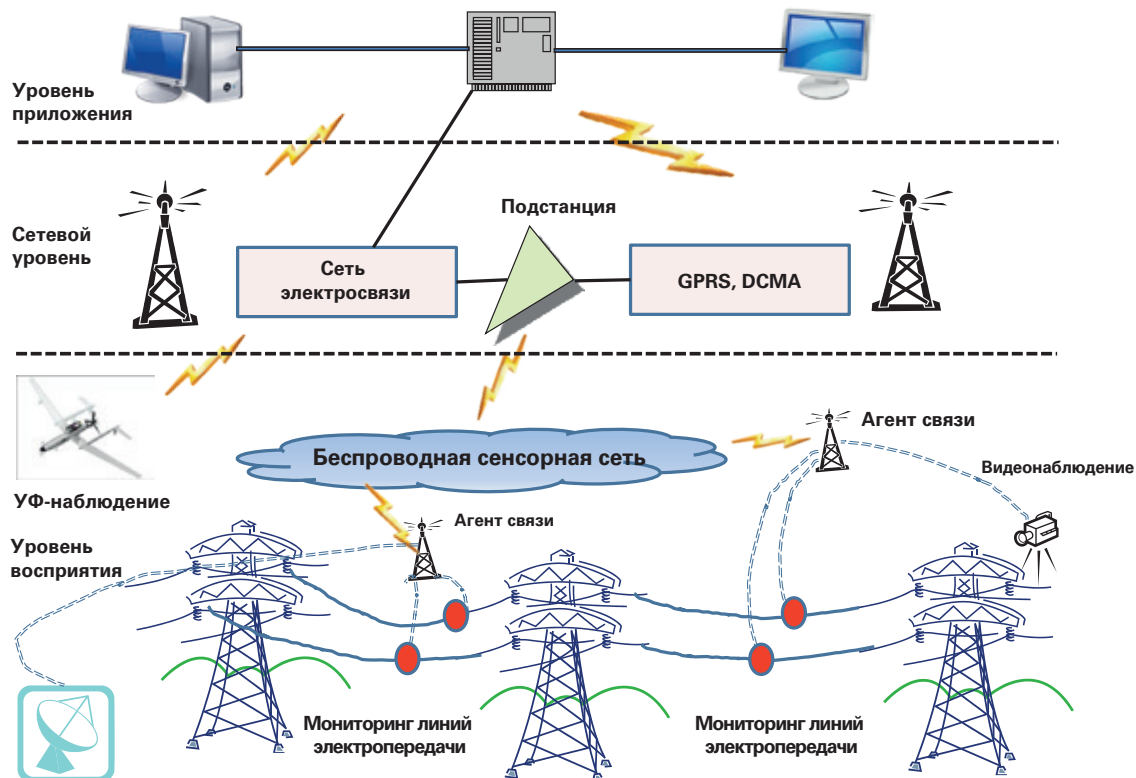 Уровень
приложения
Подстанция
Сетевой
уровень
Сеть
электросвязи
GPRS, DCMA
Агент связи
Беспроводная сенсорная сеть
Видеонаблюдение
УФ-наблюдение
Агент связи
Уровень
восприятия
Мониторинг линий
электропередачи
Мониторинг линий
электропередачи